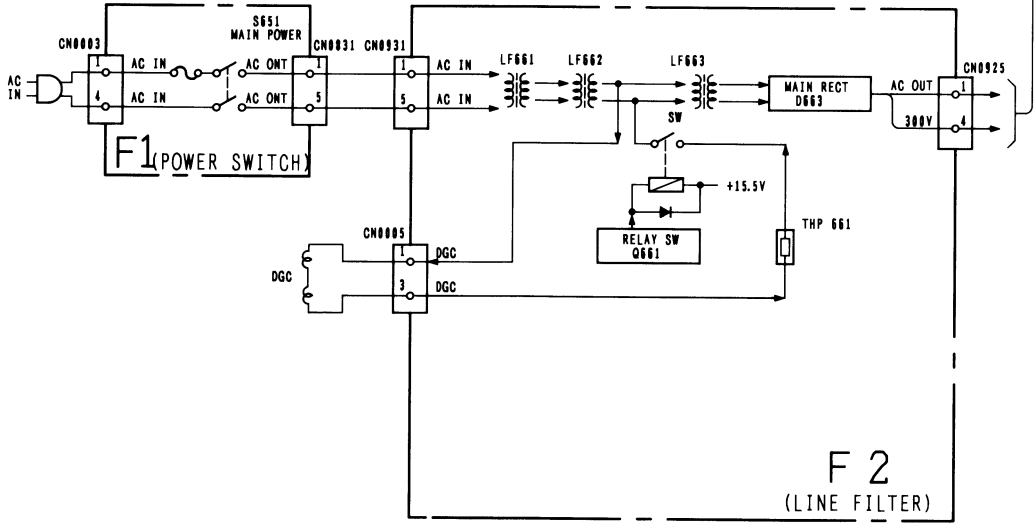 S651
MAIN POWER
CN0003
CN0831
CN0931
AC IN
1
4
AC IN
AC IN
AC ONT
AC ONT
1
5
1
5
AC IN
AC IN
LF661
LF662
LF663
MAIN RECT
D663
AC OUT
300V
CN0925
1
4
F1 (POWER SWITCH)
SW
+15.5V
RELAY SW
Q661
THP 661
CN0005
1
3
DGC
DGC
DGC
F2
(LINE FILTER)